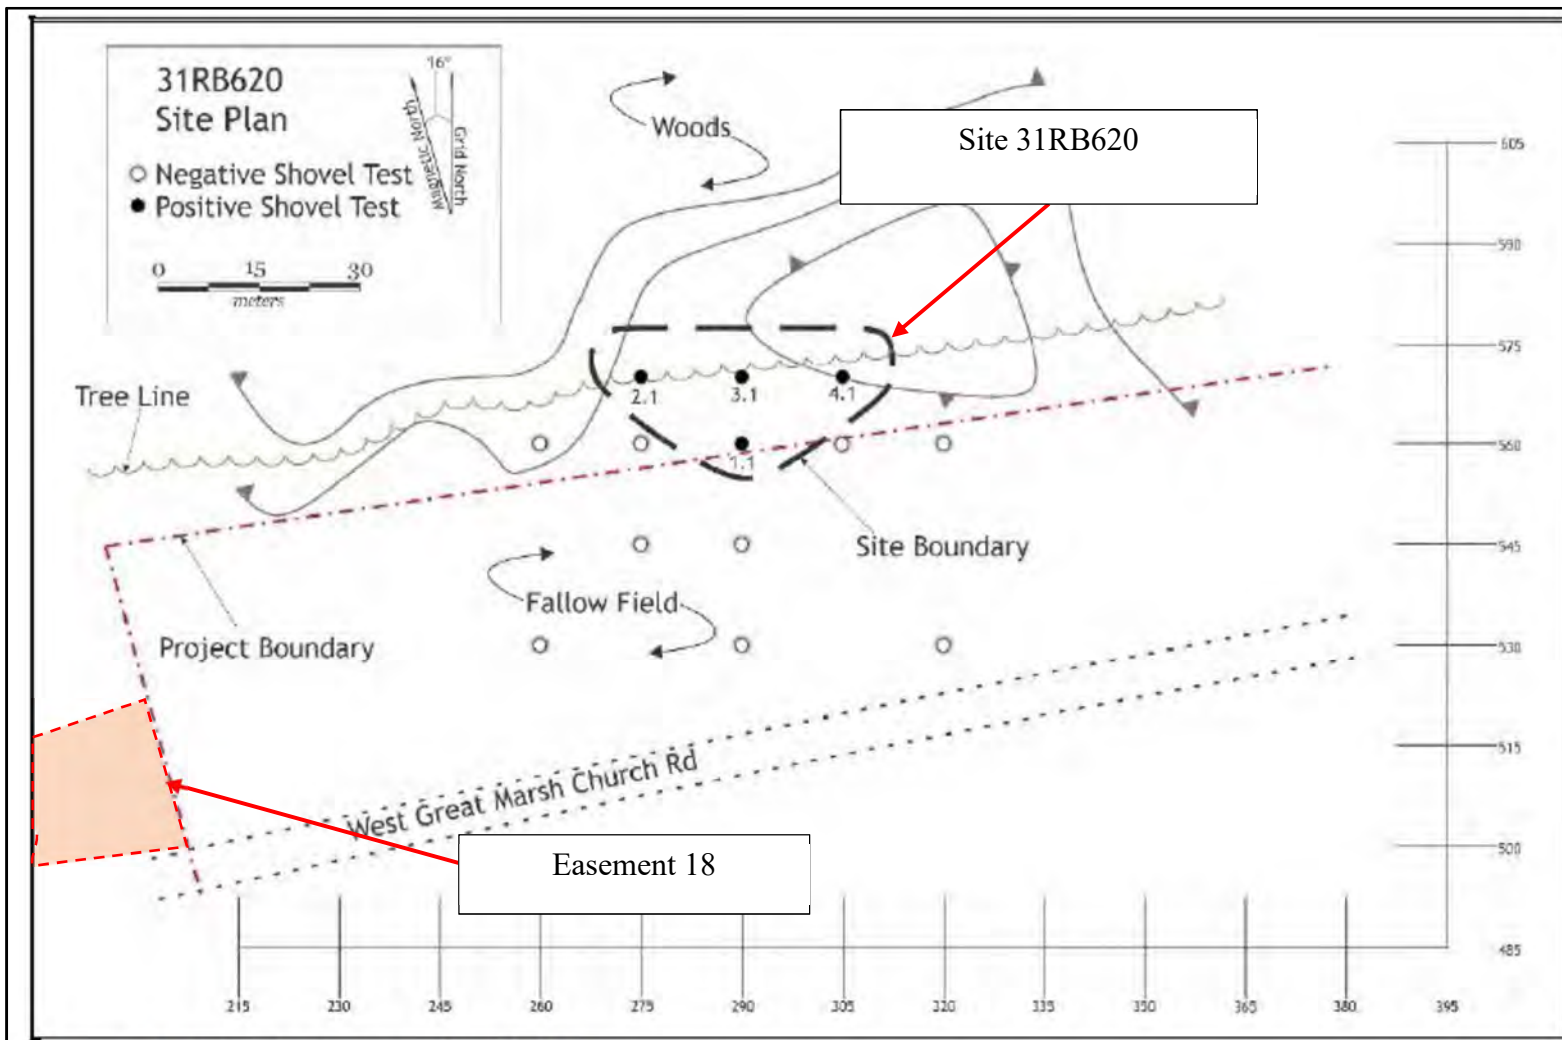 31RB620
Site Plan
16°
Magnetic North
Grid North
Negative Shovel Test
Positive Shovel Test
0 15 30
meters
Woods
Site 31RB620
Tree Line
2.1 3.1 4.1
1.1
Site Boundary
Fallow Field
Project Boundary
West Great Marsh Church Rd
Easement 18
605
590
575
560
545
530
515
500
485
215 230 245 260 275 290 305 320 335 350 365 380 395